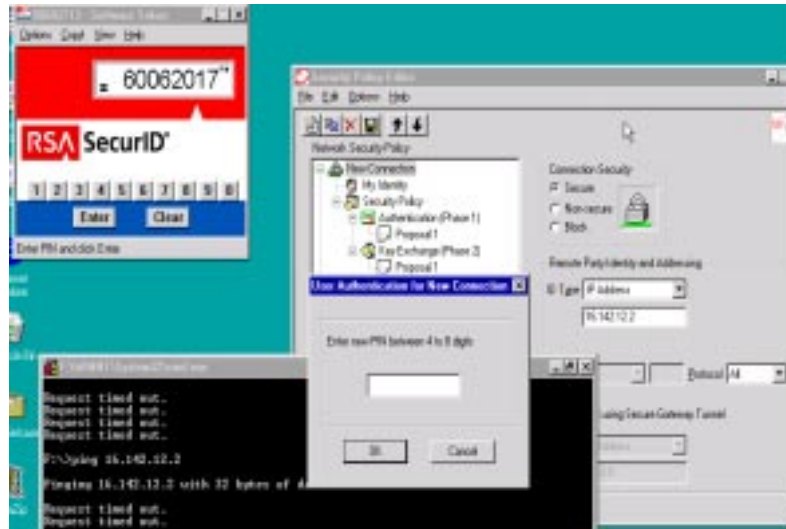 Software Token
Options Copy View Help
60062017
RSA SecurID
1 2 3 4 5 6 7 8 9 0
Enter Clear
Enter PIN and click Enter
Security Policy Editor
File Edit Options Help
Network Security Policy
New Connection
My Identity
Security Policy
Authentication (Phase 1)
Proposal 1
Key Exchange (Phase 2)
Proposal 1
Connection Security
Secure
Non-secure
Block
Remote Party Identity and Addressing
ID Type IP Address
16.142.12.2
Protocol All
using Secure Gateway Tunnel
User Authentication for New Connection
Enter new PIN between 4 to 8 digits
OK Cancel
Request timed out.
Request timed out.
Request timed out.
Request timed out.
F:\>ping 16.142.12.2
Pinging 16.142.12.2 with 32 bytes of
Request timed out.
Request timed out.